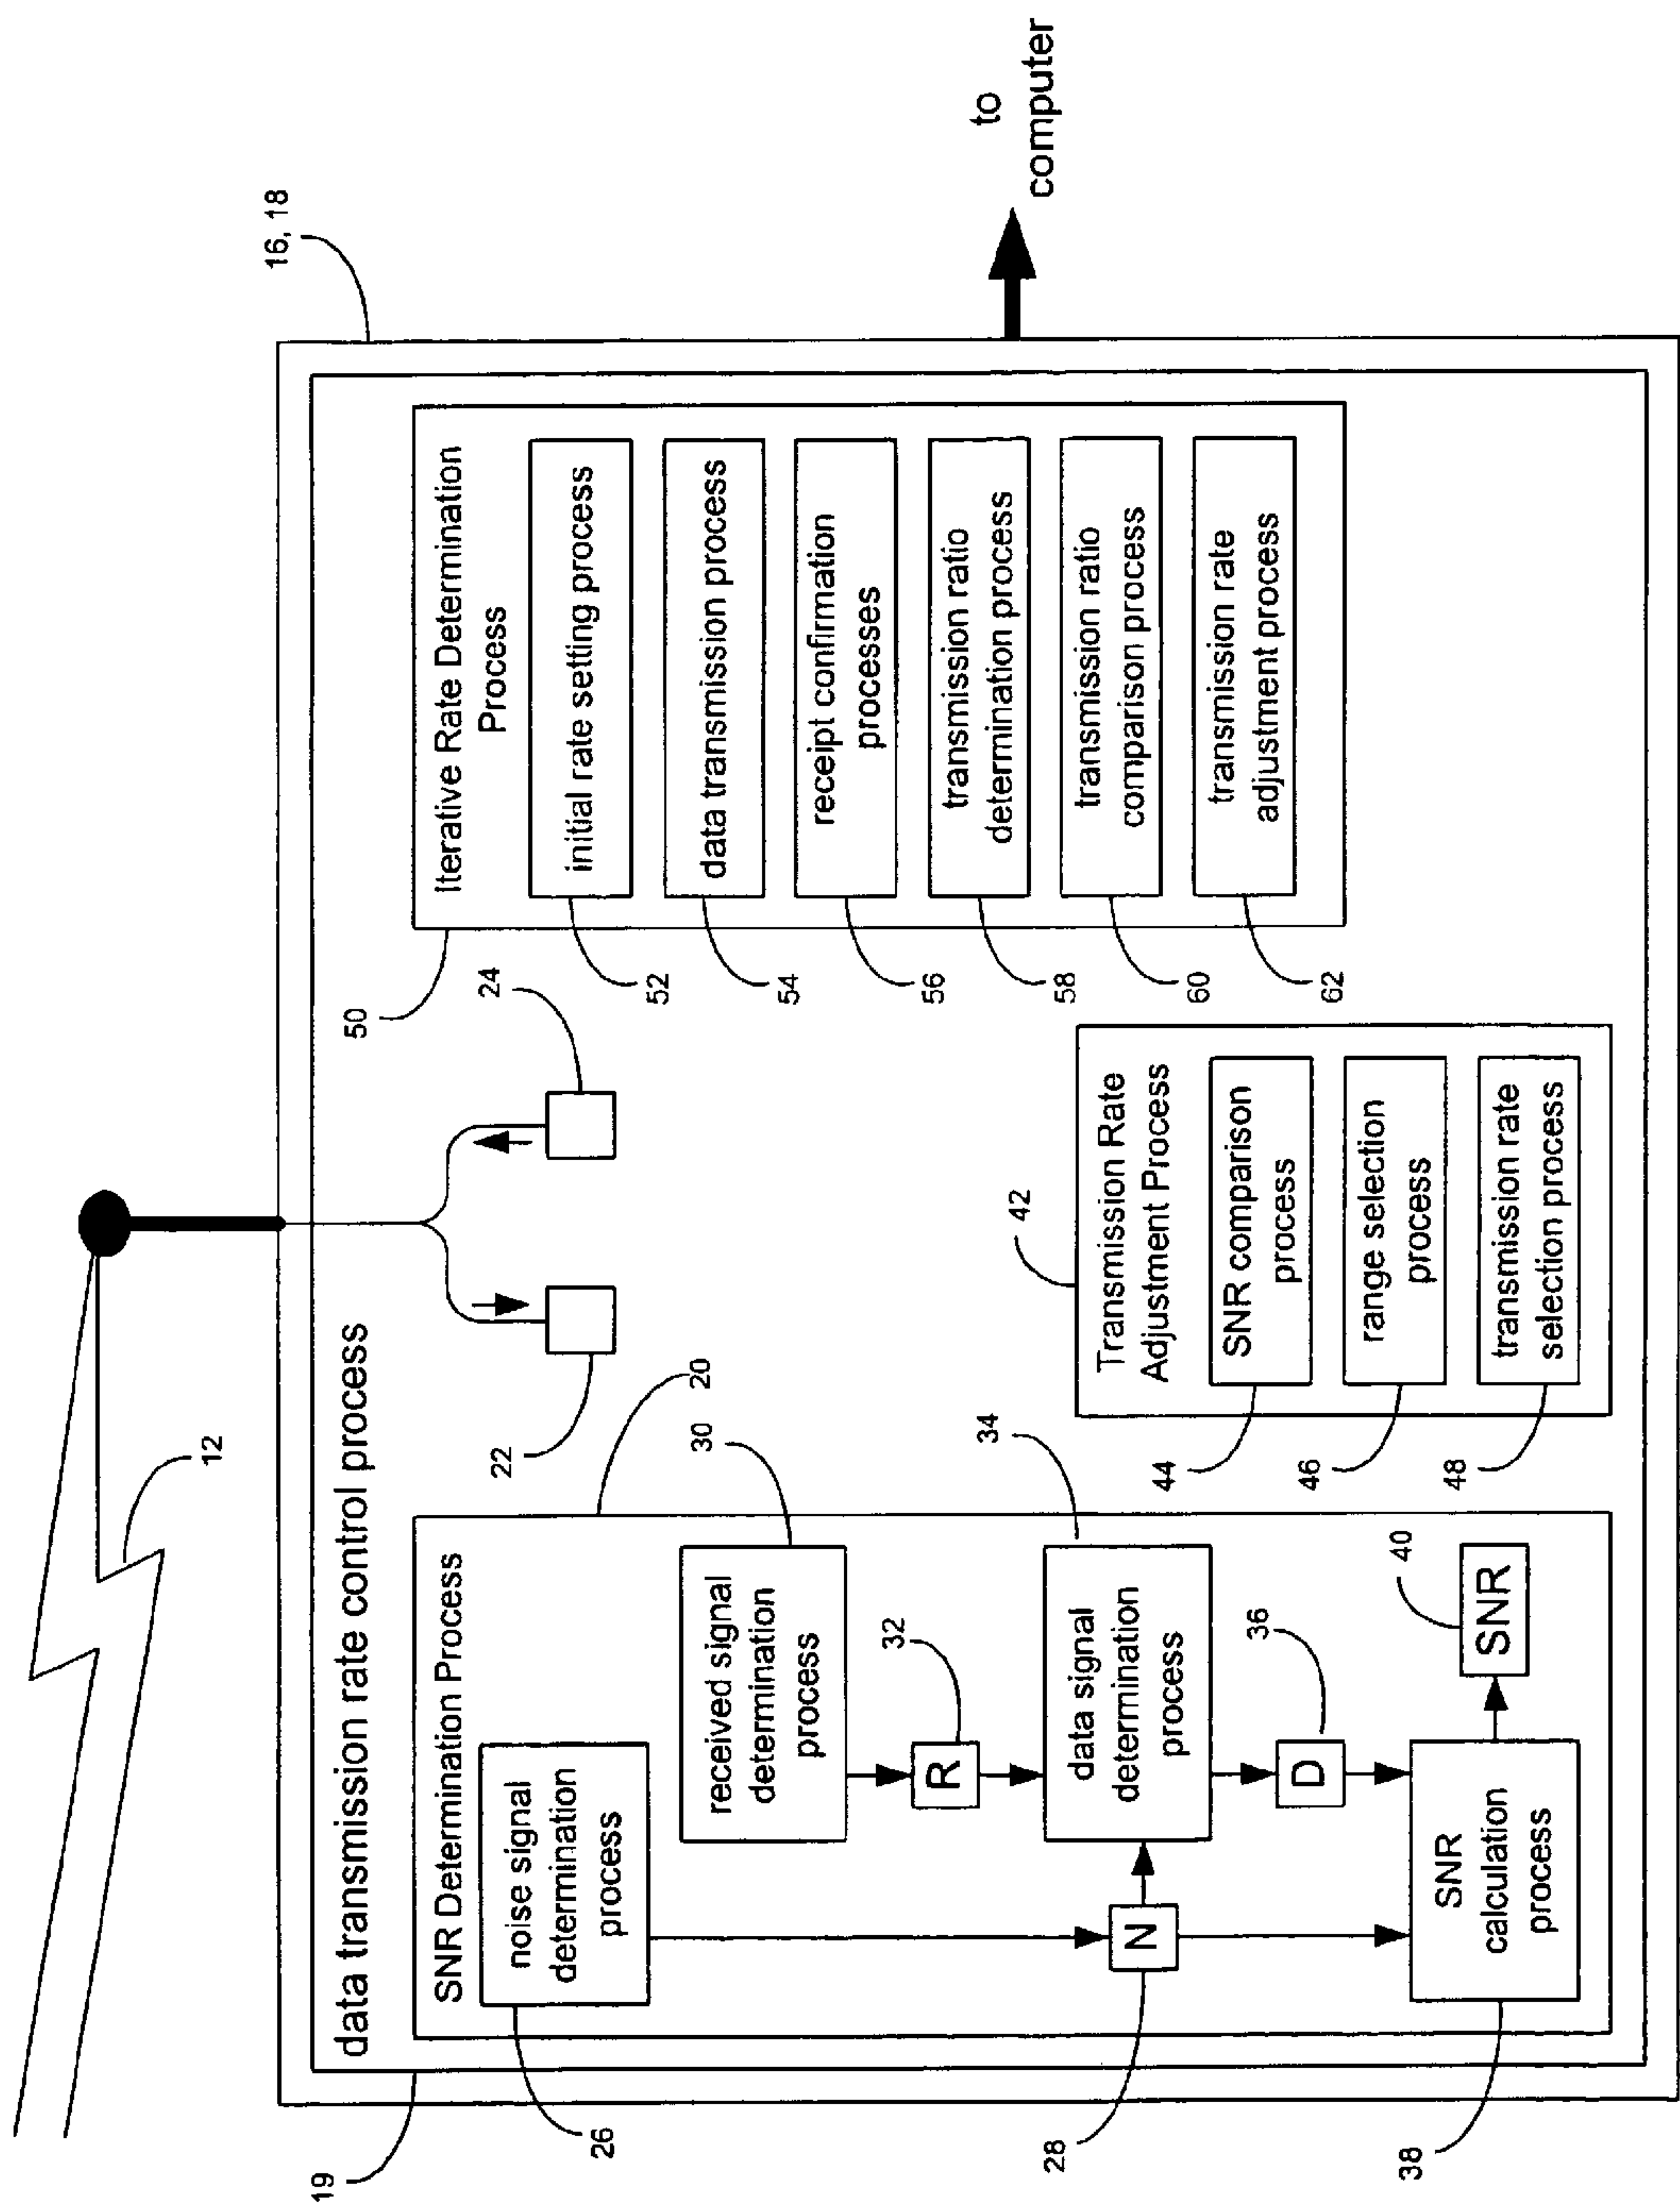 12
16, 18
19
data transmission rate control process
20
SNR Determination Process
26
noise signal
determination
process
30
received signal
determination
process
32
R
28
N
34
data signal
determination
process
36
D
38
SNR
calculation
process
40
SNR
22
24
42
Transmission Rate
Adjustment Process
44
SNR comparison
process
46
range selection
process
48
transmission rate
selection process
50
Iterative Rate Determination
Process
52
initial rate setting process
54
data transmission process
56
receipt confirmation
processes
58
transmission ratio
determination process
60
transmission ratio
comparison process
62
transmission rate
adjustment process
to
computer